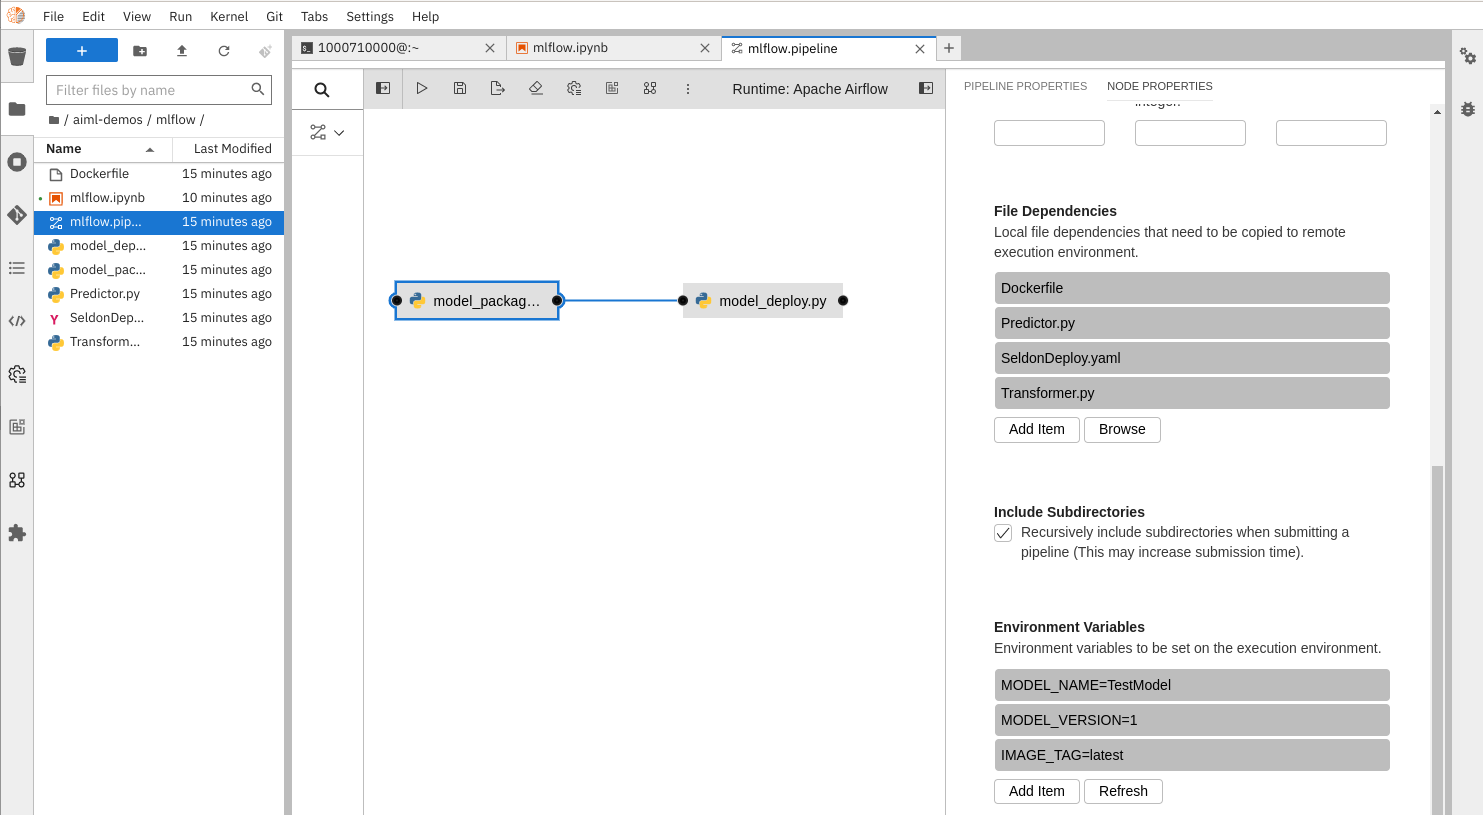 File Edit View Run Kernel Git Tabs Settings Help
1000710000@:~
mlflow.ipynb
mlflow.pipeline
Filter files by name
/ aiml-demos / mlflow /
Name Last Modified
Dockerfile 15 minutes ago
mlflow.ipynb 10 minutes ago
mlflow.pip... 15 minutes ago
model_dep... 15 minutes ago
model_pac... 15 minutes ago
Predictor.py 15 minutes ago
SeldonDep... 15 minutes ago
Transform... 15 minutes ago
Runtime: Apache Airflow
model_packag...
model_deploy.py
PIPELINE PROPERTIES NODE PROPERTIES
integer.
File Dependencies
Local file dependencies that need to be copied to remote
execution environment.
Dockerfile
Predictor.py
SeldonDeploy.yaml
Transformer.py
Add Item Browse
Include Subdirectories
Recursively include subdirectories when submitting a
pipeline (This may increase submission time).
Environment Variables
Environment variables to be set on the execution environment.
MODEL_NAME=TestModel
MODEL_VERSION=1
IMAGE_TAG=latest
Add Item Refresh